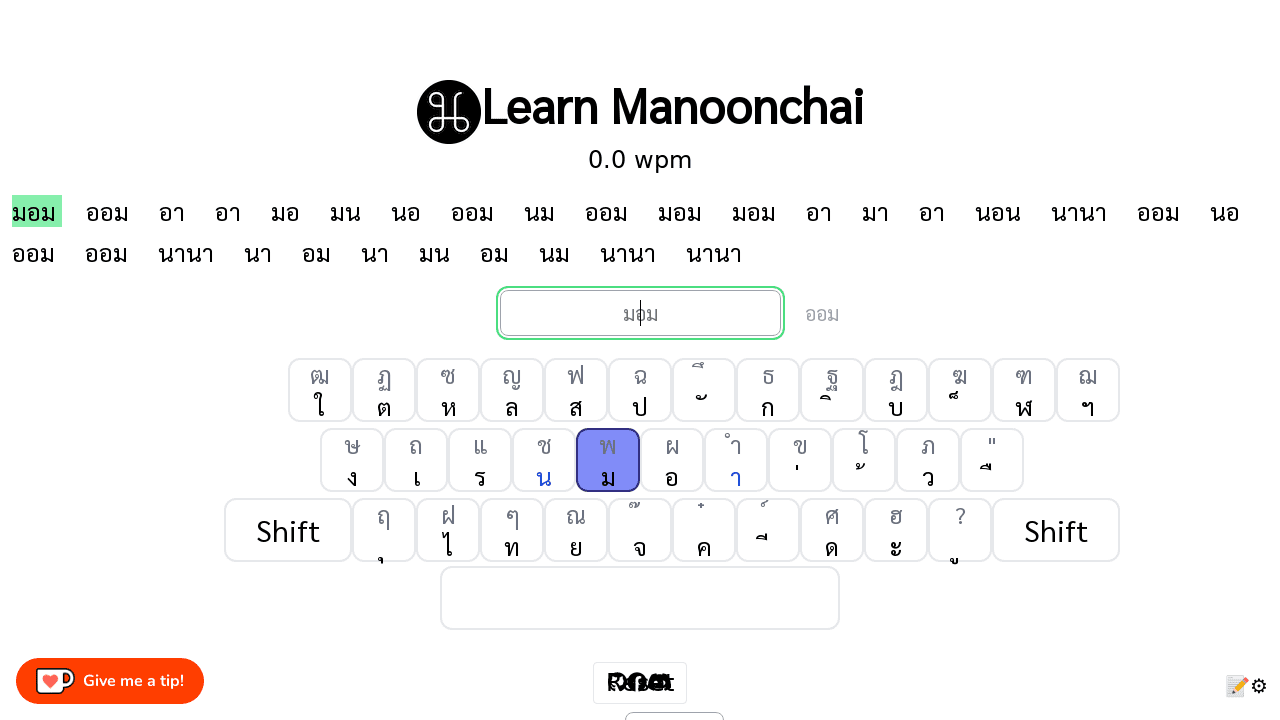 Learn Manoonchai
0.0 wpm
มอม ออม อา อา มอ มน นอ ออม นม ออม มอม มอม อา มา อา นอน นานา ออม นอ
ออม ออม นานา นา อม นา มน อม นม นานา นานา
มอม ออม
ฒ ฏ ซ ญ ฟ ฉ ึ ธ ฐ ฎ ฆ ฑ ฌ
ใ ต ห ล ส ป ั ก ิ บ ็ ฬ ฯ
ษ ถ แ ช พ ผ ำ ข โ ภ "
ง เ ร น ม อ า ่ ้ ว ื
Shift ฤ ฝ ๆ ณ ๊ ๋ ์ ศ ฮ ? Shift
ุ ไ ท ย จ ค ี ด ะ ู
Give me a tip!